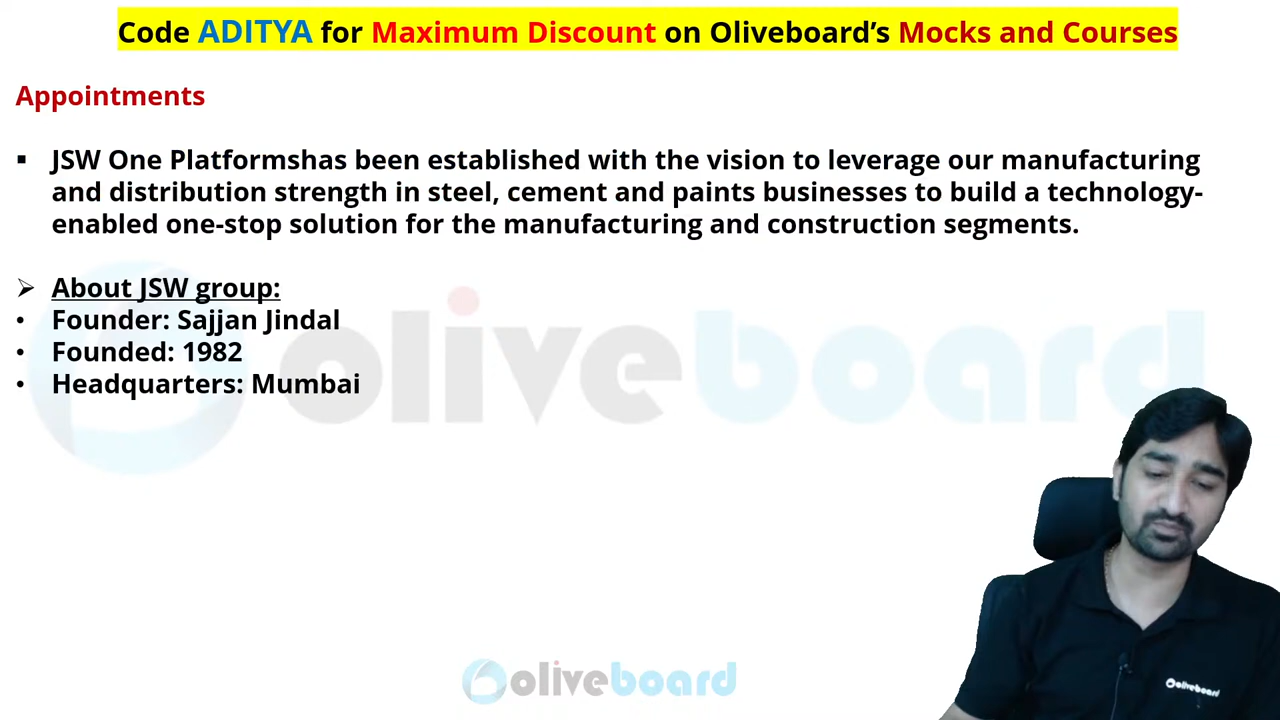 Code ADITYA for Maximum Discount on Oliveboard’s Mocks and Courses
Appointments
▪ JSW One Platformshas been established with the vision to leverage our manufacturing
and distribution strength in steel, cement and paints businesses to build a technology-
enabled one-stop solution for the manufacturing and construction segments.
➢ About JSW group:
• Founder: Sajjan Jindal
• Founded: 1982
• Headquarters: Mumbai
oliveboard
oliveboard
oliveboard